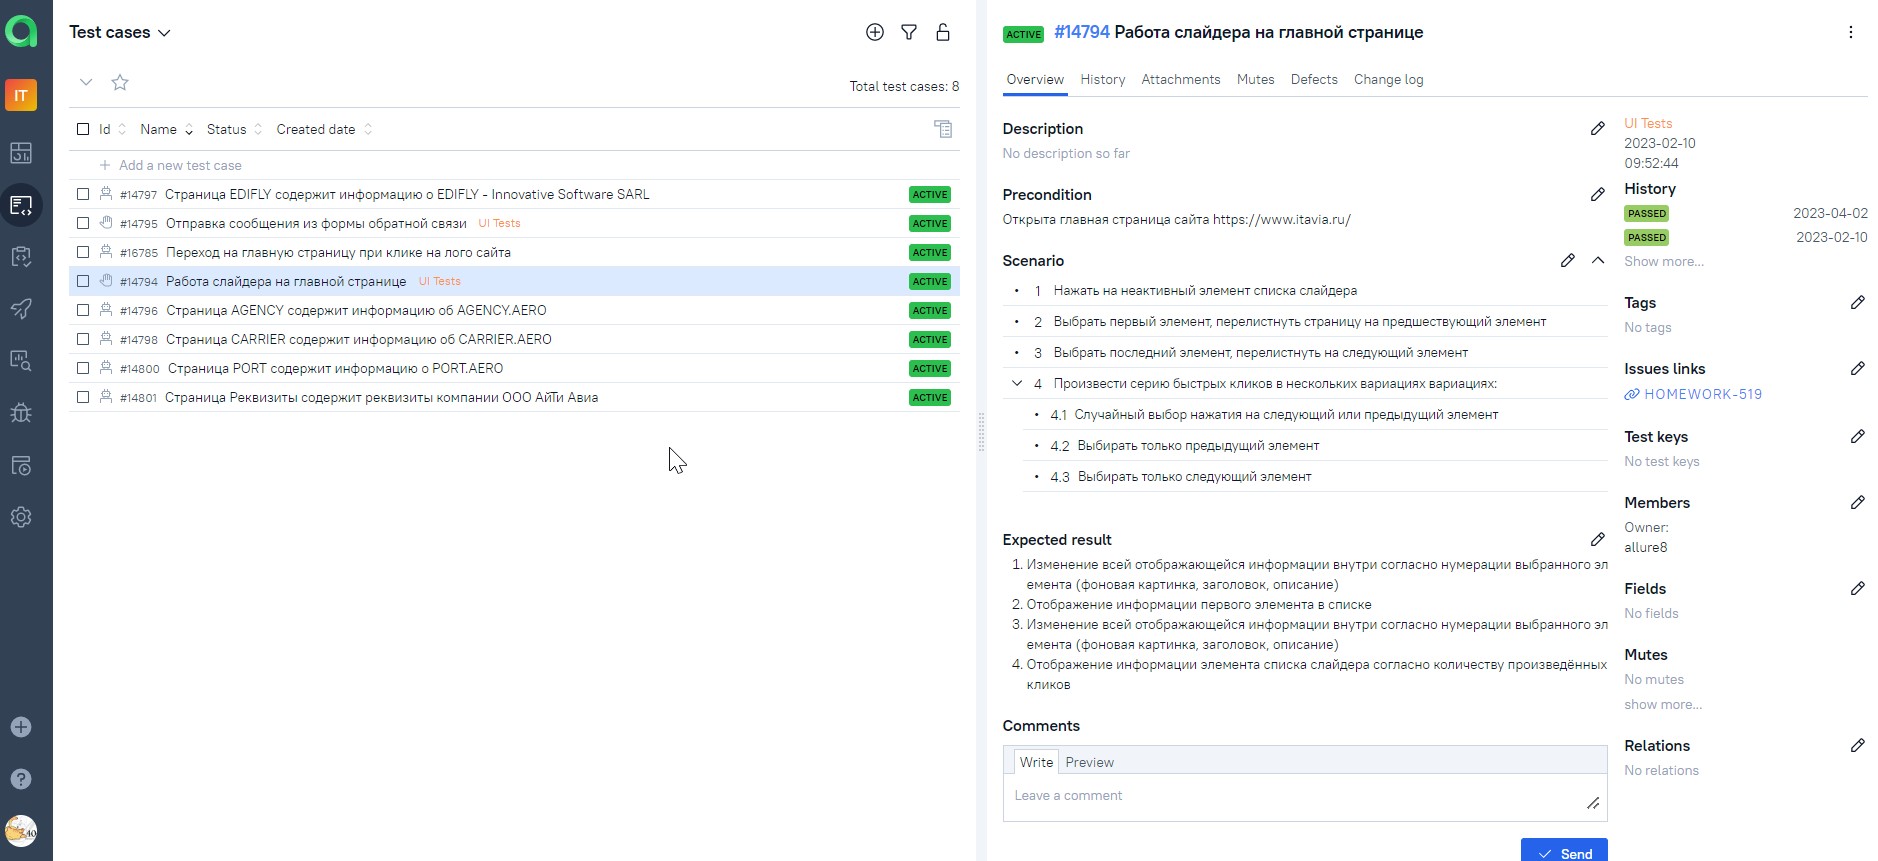 IT
Test cases
Total test cases: 8
Id Name Status Created date
+ Add a new test case
#14797 Страница EDIFLY содержит информацию о EDIFLY - Innovative Software SARL ACTIVE
#14795 Отправка сообщения из формы обратной связи UI Tests ACTIVE
#16785 Переход на главную страницу при клике на лого сайта ACTIVE
#14794 Работа слайдера на главной странице UI Tests ACTIVE
#14796 Страница AGENCY содержит информацию об AGENCY.AERO ACTIVE
#14798 Страница CARRIER содержит информацию об CARRIER.AERO ACTIVE
#14800 Страница PORT содержит информацию о PORT.AERO ACTIVE
#14801 Страница Реквизиты содержит реквизиты компании ООО АйТи Авиа ACTIVE
ACTIVE #14794 Работа слайдера на главной странице
Overview History Attachments Mutes Defects Change log
Description
No description so far
Precondition
Открыта главная страница сайта https://www.itavia.ru/
Scenario
1 Нажать на неактивный элемент списка слайдера
2 Выбрать первый элемент, перелистнуть страницу на предшествующий элемент
3 Выбрать последний элемент, перелистнуть на следующий элемент
4 Произвести серию быстрых кликов в нескольких вариациях вариациях:
4.1 Случайный выбор нажатия на следующий или предыдущий элемент
4.2 Выбирать только предыдущий элемент
4.3 Выбирать только следующий элемент
Expected result
1. Изменение всей отображающейся информации внутри согласно нумерации выбранного эл
емента (фоновая картинка, заголовок, описание)
2. Отображение информации первого элемента в списке
3. Изменение всей отображающейся информации внутри согласно нумерации выбранного эл
емента (фоновая картинка, заголовок, описание)
4. Отображение информации элемента списка слайдера согласно количеству произведённых
кликов
Comments
Write Preview
Leave a comment
Send
UI Tests
2023-02-10
09:52:44
History
PASSED 2023-04-02
PASSED 2023-02-10
Show more...
Tags
No tags
Issues links
HOMEWORK-519
Test keys
No test keys
Members
Owner:
allure8
Fields
No fields
Mutes
No mutes
show more...
Relations
No relations